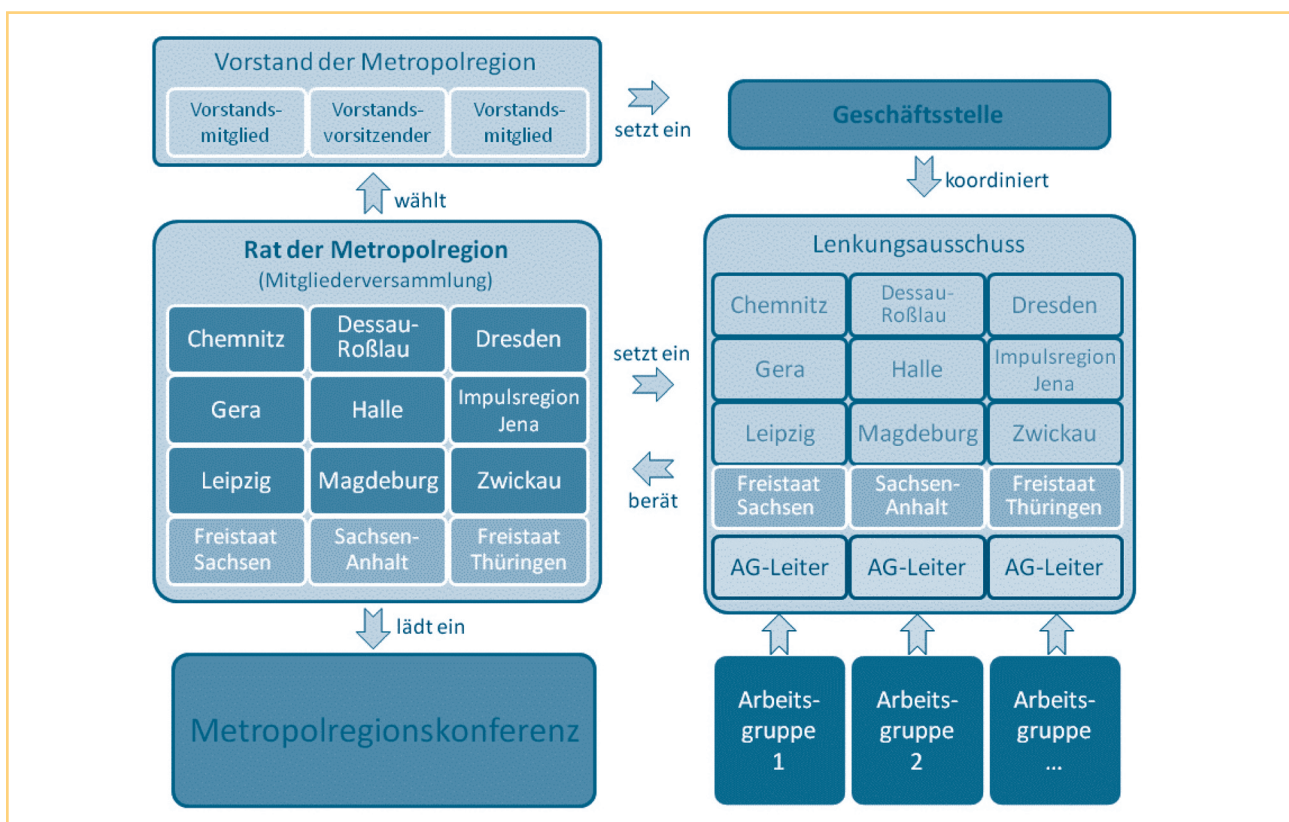 Vorstand der Metropolregion
Vorstands-
mitglied
Vorstands-
vorsitzender
Vorstands-
mitglied
setzt ein
Geschäftsstelle
koordiniert
wählt
Rat der Metropolregion
(Mitgliederversammlung)
Chemnitz
Dessau-
Roßlau
Dresden
Gera
Halle
Impulsregion
Jena
Leipzig
Magdeburg
Zwickau
Freistaat
Sachsen
Sachsen-
Anhalt
Freistaat
Thüringen
setzt ein
berät
Lenkungsausschuss
Chemnitz
Dessau-
Roßlau
Dresden
Gera
Halle
Impulsregion
Jena
Leipzig
Magdeburg
Zwickau
Freistaat
Sachsen
Sachsen-
Anhalt
Freistaat
Thüringen
AG-Leiter
AG-Leiter
AG-Leiter
lädt ein
Metropolregionskonferenz
Arbeits-
gruppe
1
Arbeits-
gruppe
2
Arbeits-
gruppe
...